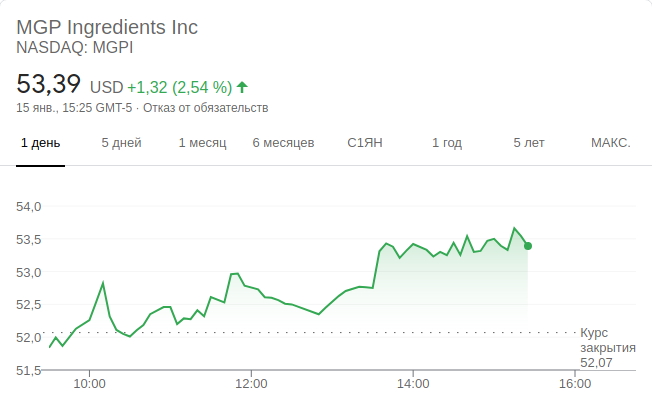 MGP Ingredients Inc
NASDAQ: MGPI
53,39 USD +1,32 (2,54 %)
15 янв., 15:25 GMT-5 · Отказ от обязательств
1 день 5 дней 1 месяц 6 месяцев С1ЯН 1 год 5 лет МАКС.
54,0
53,5
53,0
52,5
52,0
51,5
Курс
закрытия
52,07
10:00 12:00 14:00 16:00